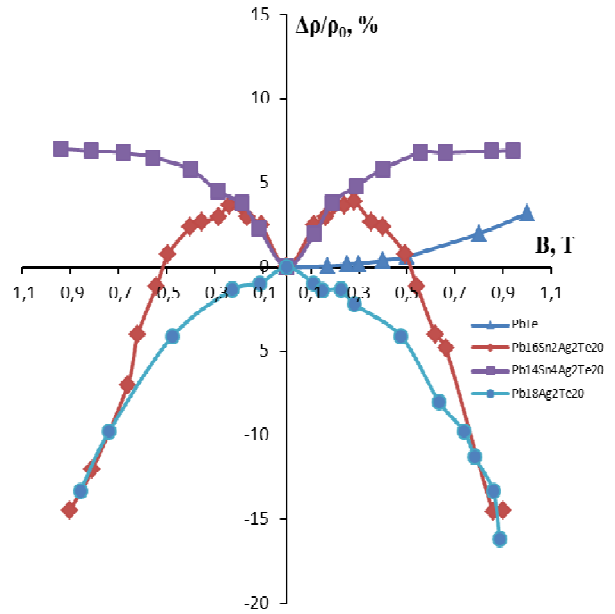 15
Δρ/ρ₀, %
10
5
B, T
0
1,1 0,9 0,7 0,5 0,3 0,1 0,1 0,3 0,5 0,7 0,9 1,1
PbTe
Pb16Sn2Ag2Te20
Pb14Sn4Ag2Te20
Pb18Ag2Te20
-5
-10
-15
-20